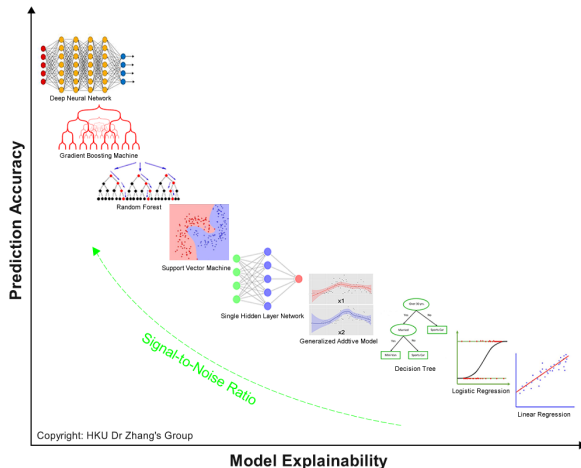 Prediction Accuracy
Deep Neural Network
Gradient Boosting Machine
Random Forest
Support Vector Machine
Single Hidden Layer Network
x1
x2
Generalized Addtive Model
Decision Tree
Logistic Regression
Linear Regression
Signal-to-Noise Ratio
Copyright: HKU Dr Zhang's Group
Model Explainability